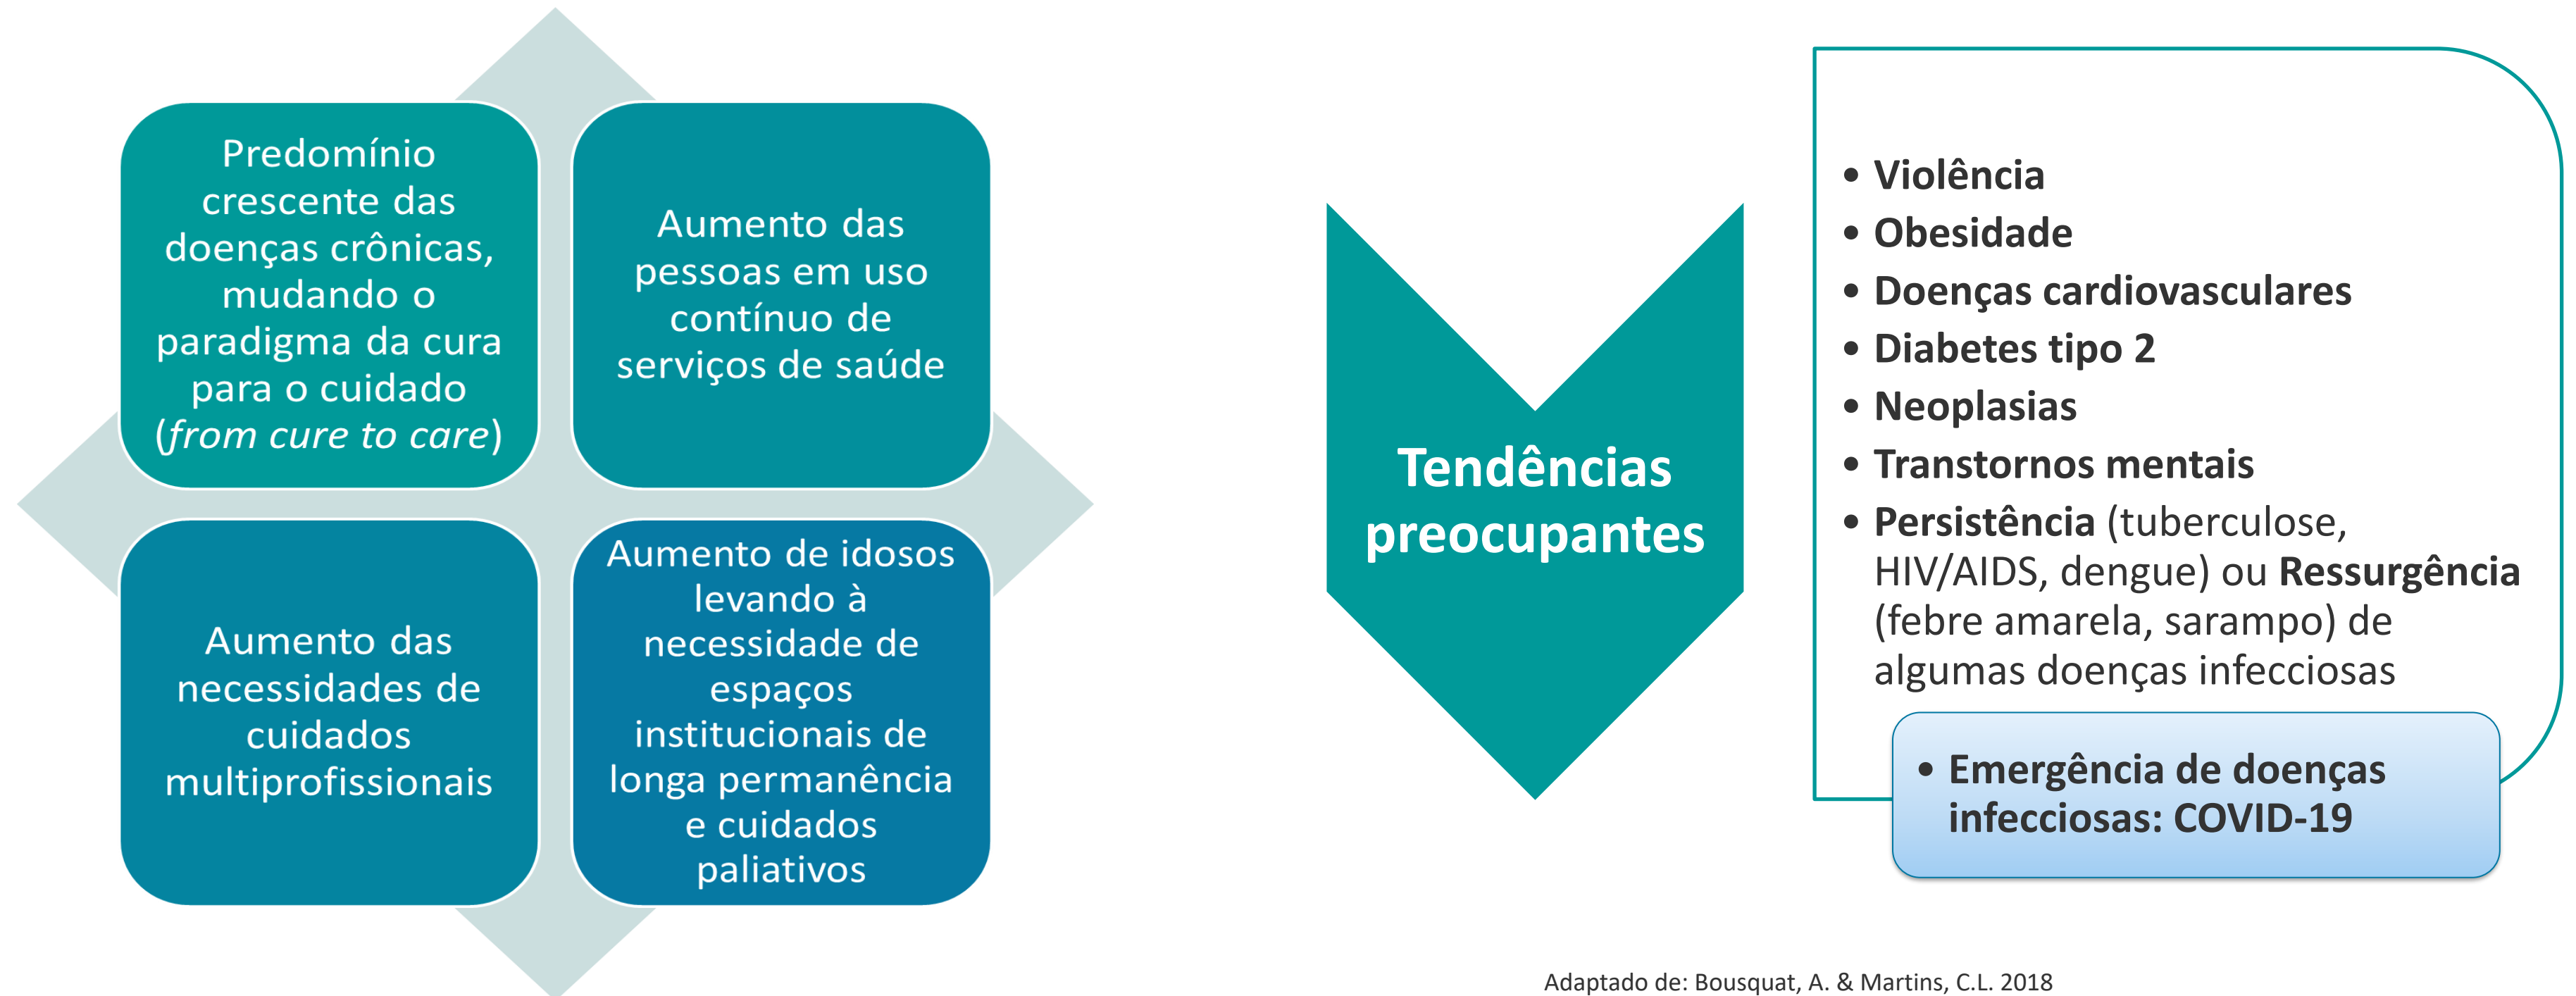 Predomínio
crescente das
doenças crônicas,
mudando o
paradigma da cura
para o cuidado
(from cure to care)
Aumento das
pessoas em uso
contínuo de
serviços de saúde
Aumento das
necessidades de
cuidados
multiprofissionais
Aumento de idosos
levando à
necessidade de
espaços
institucionais de
longa permanência
e cuidados
paliativos
Tendências
preocupantes
• Violência
• Obesidade
• Doenças cardiovasculares
• Diabetes tipo 2
• Neoplasias
• Transtornos mentais
• Persistência (tuberculose,
HIV/AIDS, dengue) ou Ressurgência
(febre amarela, sarampo) de
algumas doenças infecciosas
• Emergência de doenças
infecciosas: COVID-19
Adaptado de: Bousquat, A. & Martins, C.L. 2018